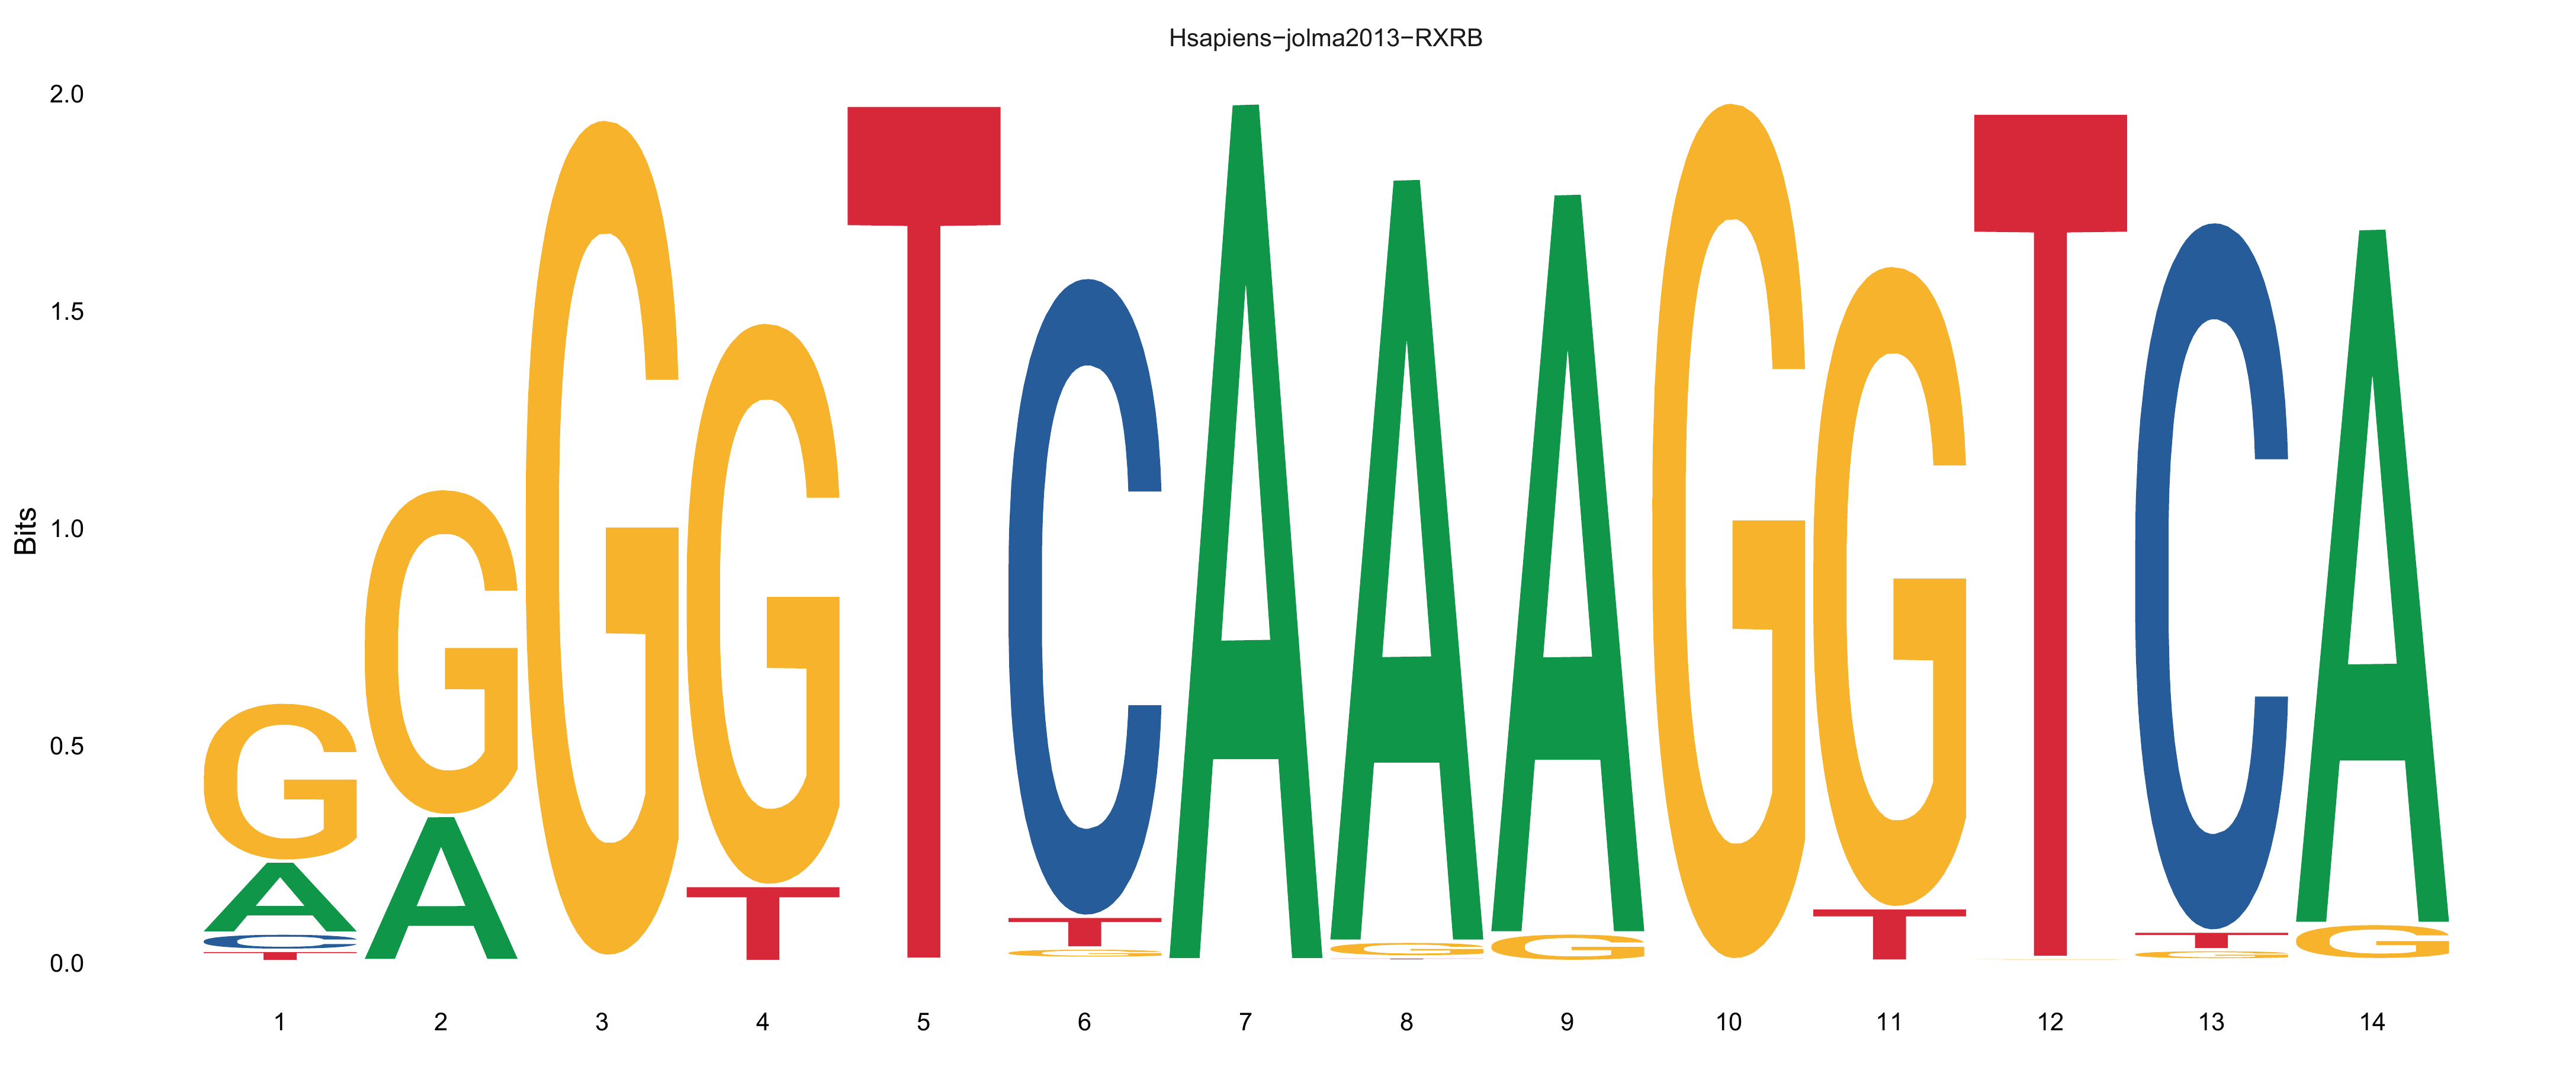 Hsapiens−jolma2013−RXRB
2.0
1.5
1.0
0.5
0.0
Bits
G G G G T C A A A G G T C A
A A T T G G T T G
C G T G
T
1 2 3 4 5 6 7 8 9 10 11 12 13 14